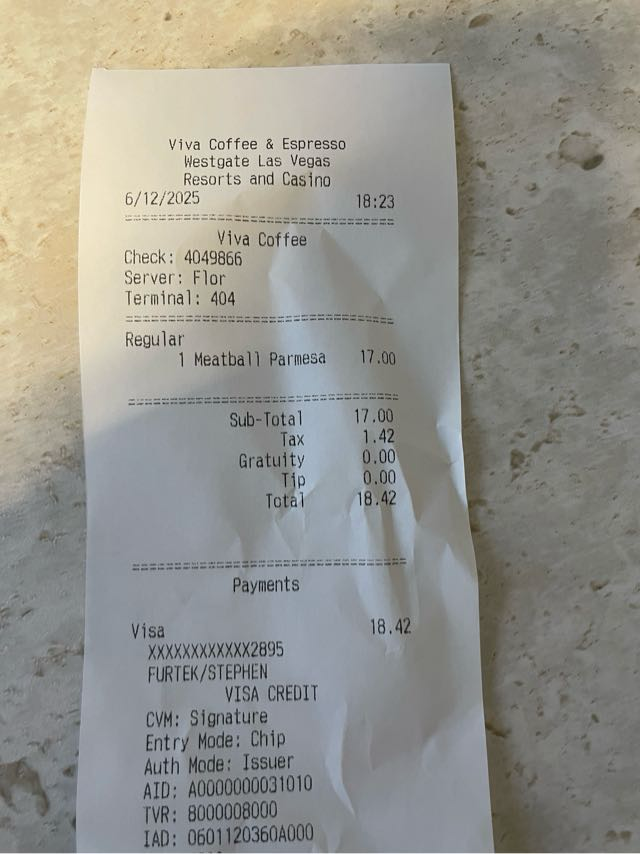 Viva Coffee & Espresso
Westgate Las Vegas
Resorts and Casino
6/12/2025 18:23
Viva Coffee
Check: 4049866
Server: Flor
Terminal: 404
Regular
1 Meatball Parmesa 17.00
Sub-Total 17.00
Tax 1.42
Gratuity 0.00
Tip 0.00
Total 18.42
Payments
Visa 18.42
XXXXXXXXXXXX2895
FURTEK/STEPHEN
VISA CREDIT
CVM: Signature
Entry Mode: Chip
Auth Mode: Issuer
AID: A0000000031010
TVR: 8000008000
IAD: 0601120360A000